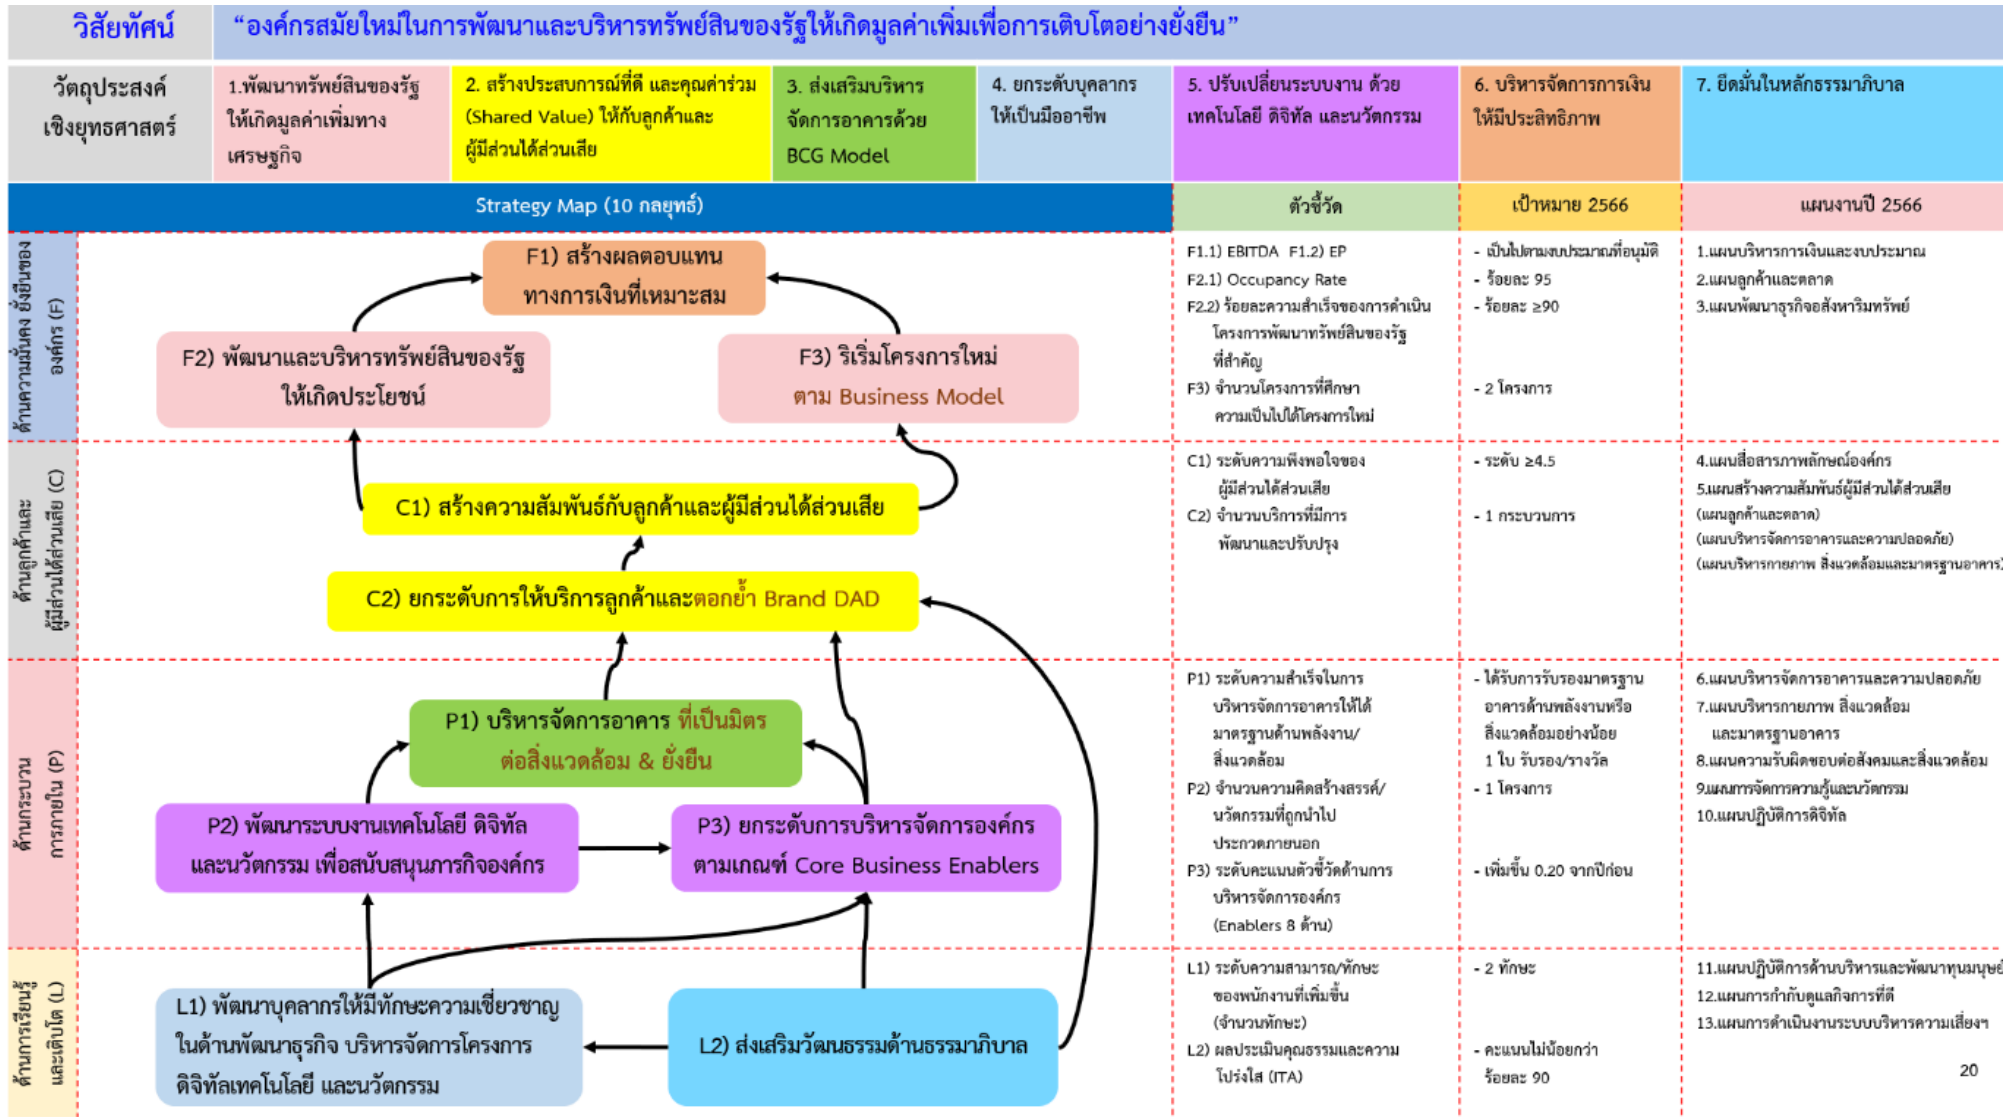 วิสัยทัศน์
“องค์กรสมัยใหม่ในการพัฒนาและบริหารทรัพย์สินของรัฐให้เกิดมูลค่าเพิ่มเพื่อการเติบโตอย่างยั่งยืน”
วัตถุประสงค์
เชิงยุทธศาสตร์
1.พัฒนาทรัพย์สินของรัฐ
ให้เกิดมูลค่าเพิ่มทาง
เศรษฐกิจ
2. สร้างประสบการณ์ที่ดี และคุณค่าร่วม
(Shared Value) ให้กับลูกค้าและ
ผู้มีส่วนได้ส่วนเสีย
3. ส่งเสริมบริหาร
จัดการอาคารด้วย
BCG Model
4. ยกระดับบุคลากร
ให้เป็นมืออาชีพ
5. ปรับเปลี่ยนระบบงาน ด้วย
เทคโนโลยี ดิจิทัล และนวัตกรรม
6. บริหารจัดการการเงิน
ให้มีประสิทธิภาพ
7. ยึดมั่นในหลักธรรมาภิบาล
Strategy Map (10 กลยุทธ์)
ตัวชี้วัด
เป้าหมาย 2566
แผนงานปี 2566
ด้านความมั่นคง ยั่งยืนของ
องค์กร (F)
F1) สร้างผลตอบแทน
ทางการเงินที่เหมาะสม
F2) พัฒนาและบริหารทรัพย์สินของรัฐ
ให้เกิดประโยชน์
F3) ริเริ่มโครงการใหม่
ตาม Business Model
F1.1) EBITDA F1.2) EP
F2.1) Occupancy Rate
F2.2) ร้อยละความสำเร็จของการดำเนิน
โครงการพัฒนาทรัพย์สินของรัฐ
ที่สำคัญ
F3) จำนวนโครงการที่ศึกษา
ความเป็นไปได้โครงการใหม่
- เป็นไปตามงบประมาณที่อนุมัติ
- ร้อยละ 95
- ร้อยละ ≥90
- 2 โครงการ
1.แผนบริหารการเงินและงบประมาณ
2.แผนลูกค้าและตลาด
3.แผนพัฒนาธุรกิจอสังหาริมทรัพย์
ด้านลูกค้าและ
ผู้มีส่วนได้ส่วนเสีย (C)
C1) สร้างความสัมพันธ์กับลูกค้าและผู้มีส่วนได้ส่วนเสีย
C2) ยกระดับการให้บริการลูกค้าและตอกย้ำ Brand DAD
C1) ระดับความพึงพอใจของ
ผู้มีส่วนได้ส่วนเสีย
C2) จำนวนบริการที่มีการ
พัฒนาและปรับปรุง
- ระดับ ≥4.5
- 1 กระบวนการ
4.แผนสื่อสารภาพลักษณ์องค์กร
5.แผนสร้างความสัมพันธ์ผู้มีส่วนได้ส่วนเสีย
(แผนลูกค้าและตลาด)
(แผนบริหารจัดการอาคารและความปลอดภัย)
(แผนบริหารกายภาพ สิ่งแวดล้อมและมาตรฐานอาคาร)
ด้านกระบวน
การภายใน (P)
P1) บริหารจัดการอาคาร ที่เป็นมิตร
ต่อสิ่งแวดล้อม & ยั่งยืน
P2) พัฒนาระบบงานเทคโนโลยี ดิจิทัล
และนวัตกรรม เพื่อสนับสนุนภารกิจองค์กร
P3) ยกระดับการบริหารจัดการองค์กร
ตามเกณฑ์ Core Business Enablers
P1) ระดับความสำเร็จในการ
บริหารจัดการอาคารให้ได้
มาตรฐานด้านพลังงาน/
สิ่งแวดล้อม
P2) จำนวนความคิดสร้างสรรค์/
นวัตกรรมที่ถูกนำไป
ประกวดภายนอก
P3) ระดับคะแนนตัวชี้วัดด้านการ
บริหารจัดการองค์กร
(Enablers 8 ด้าน)
- ได้รับการรับรองมาตรฐาน
อาคารด้านพลังงานหรือ
สิ่งแวดล้อมอย่างน้อย
1 ใบ รับรอง/รางวัล
- 1 โครงการ
- เพิ่มขึ้น 0.20 จากปีก่อน
6.แผนบริหารจัดการอาคารและความปลอดภัย
7.แผนบริหารกายภาพ สิ่งแวดล้อม
และมาตรฐานอาคาร
8.แผนความรับผิดชอบต่อสังคมและสิ่งแวดล้อม
9.แผนการจัดการความรู้และนวัตกรรม
10.แผนปฏิบัติการดิจิทัล
ด้านการเรียนรู้
และเติบโต (L)
L1) พัฒนาบุคลากรให้มีทักษะความเชี่ยวชาญ
ในด้านพัฒนาธุรกิจ บริหารจัดการโครงการ
ดิจิทัลเทคโนโลยี และนวัตกรรม
L2) ส่งเสริมวัฒนธรรมด้านธรรมาภิบาล
L1) ระดับความสามารถ/ทักษะ
ของพนักงานที่เพิ่มขึ้น
(จำนวนทักษะ)
L2) ผลประเมินคุณธรรมและความ
โปร่งใส (ITA)
- 2 ทักษะ
- คะแนนไม่น้อยกว่า
ร้อยละ 90
11.แผนปฏิบัติการด้านบริหารและพัฒนาทุนมนุษย์
12.แผนการกำกับดูแลกิจการที่ดี
13.แผนการดำเนินงานระบบบริหารความเสี่ยงฯ
20